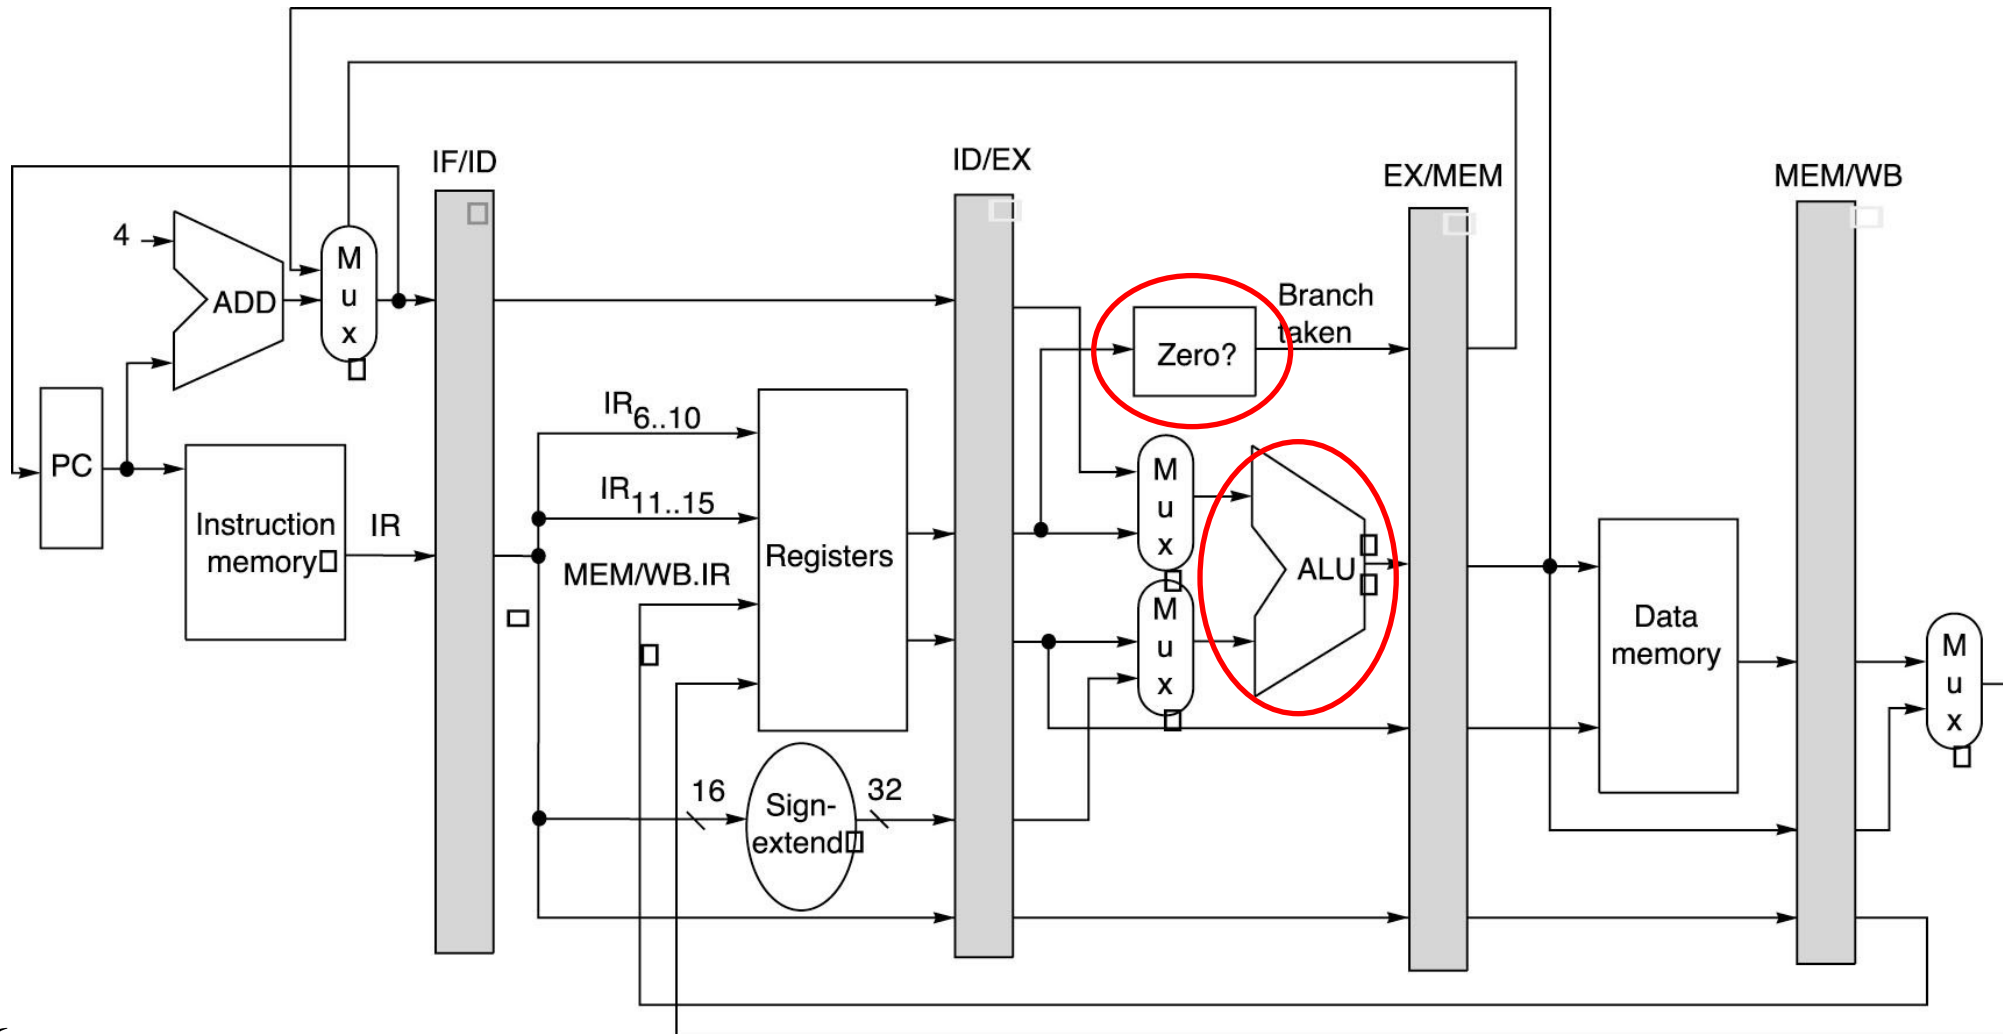 IF/ID
ID/EX
EX/MEM
MEM/WB
4
ADD
M
u
x
Branch
taken
Zero?
PC
Instruction
memory
IR
IR6..10
IR11..15
MEM/WB.IR
Registers
M
u
x
M
u
x
ALU
Data
memory
M
u
x
16
Sign-
extend
32